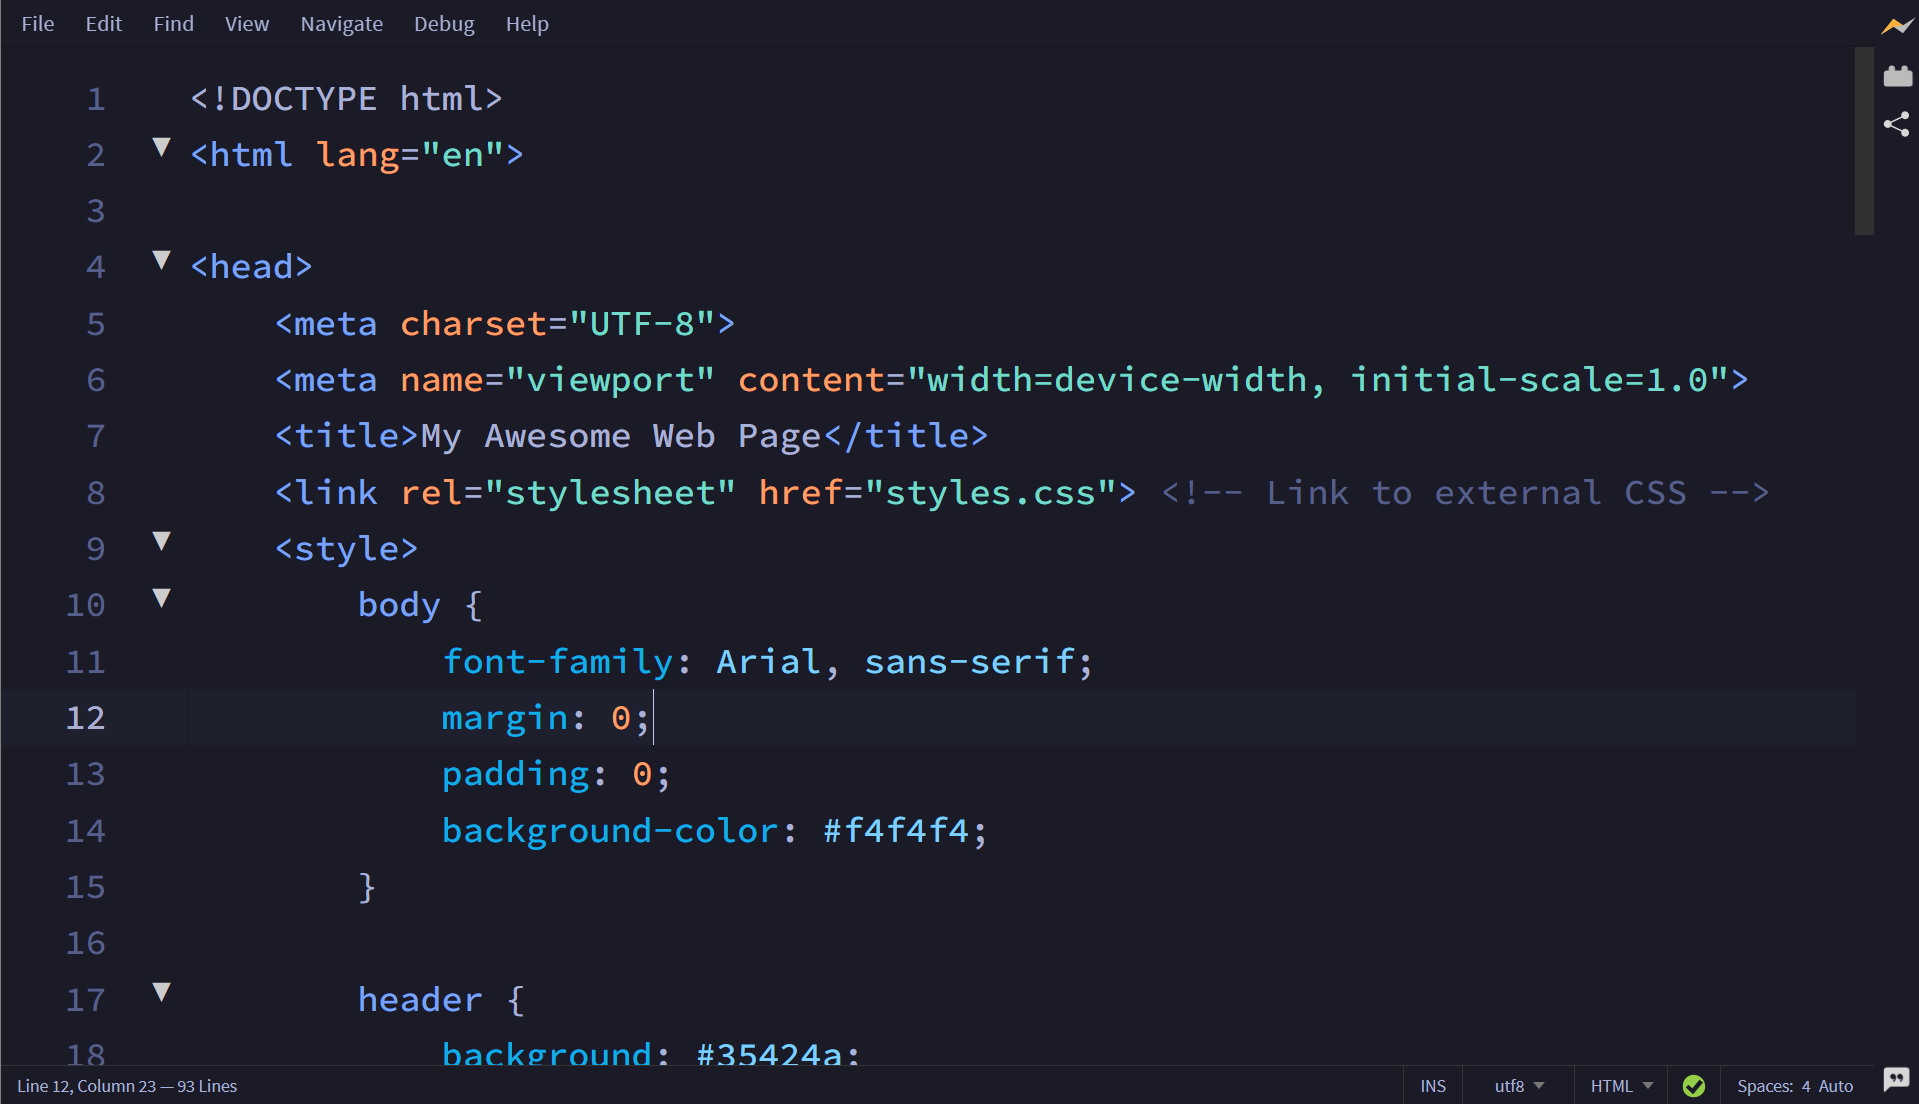 File Edit Find View Navigate Debug Help
1 <!DOCTYPE html>
2 <html lang="en">
3
4 <head>
5 <meta charset="UTF-8">
6 <meta name="viewport" content="width=device-width, initial-scale=1.0">
7 <title>My Awesome Web Page</title>
8 <link rel="stylesheet" href="styles.css"> <!-- Link to external CSS -->
9 <style>
10 body {
11 font-family: Arial, sans-serif;
12 margin: 0;
13 padding: 0;
14 background-color: #f4f4f4;
15 }
16
17 header {
18 background: #35424a;
Line 12, Column 23 — 93 Lines INS utf8 HTML Spaces: 4 Auto